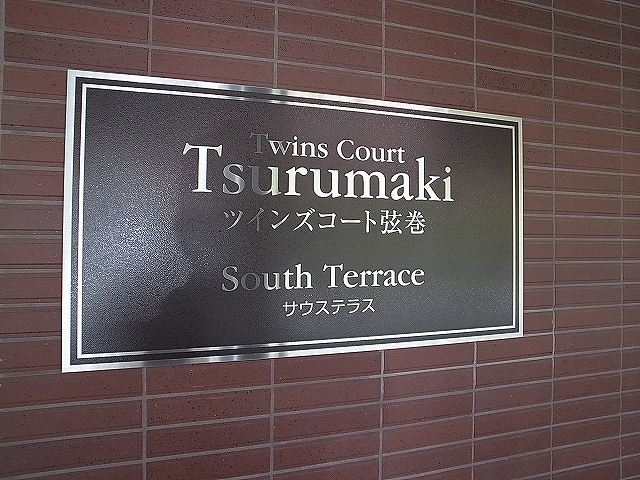 Twins Court
Tsurumaki
ツインズコート弦巻
South Terrace
サウステラス